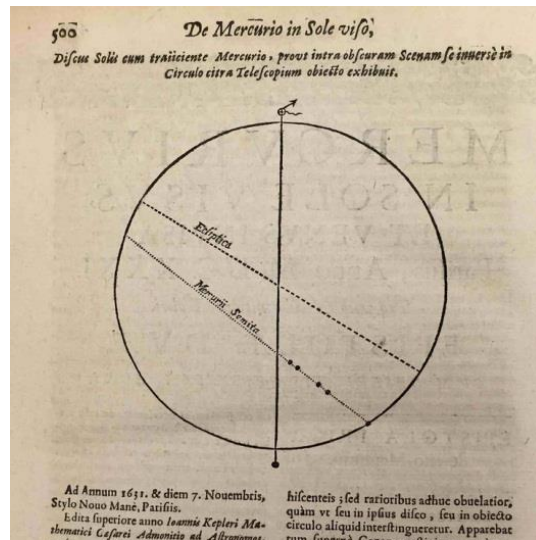 500 De Mercurio in Sole viso,
Discus Solis cum traiiciente Mercurio, prout intra obscuram Scenam se inversè in
Circulo citra Telescopium obiecto exhibuit.
Ecliptica
Mercurii Semita
Ad Annum 1631. & diem 7. Nouembris,
Stylo Nouo Manè, Parisiis.
Edita superiore anno Ioannis Kepleri Ma-
thematici Cæsarei Admonitio ad Astronomos,
hiscenteis; sed rarioribus adhuc obuelatior,
quàm vt seu in ipsius disco, seu in obiecto
circulo aliquid interstingueretur. Apparebat